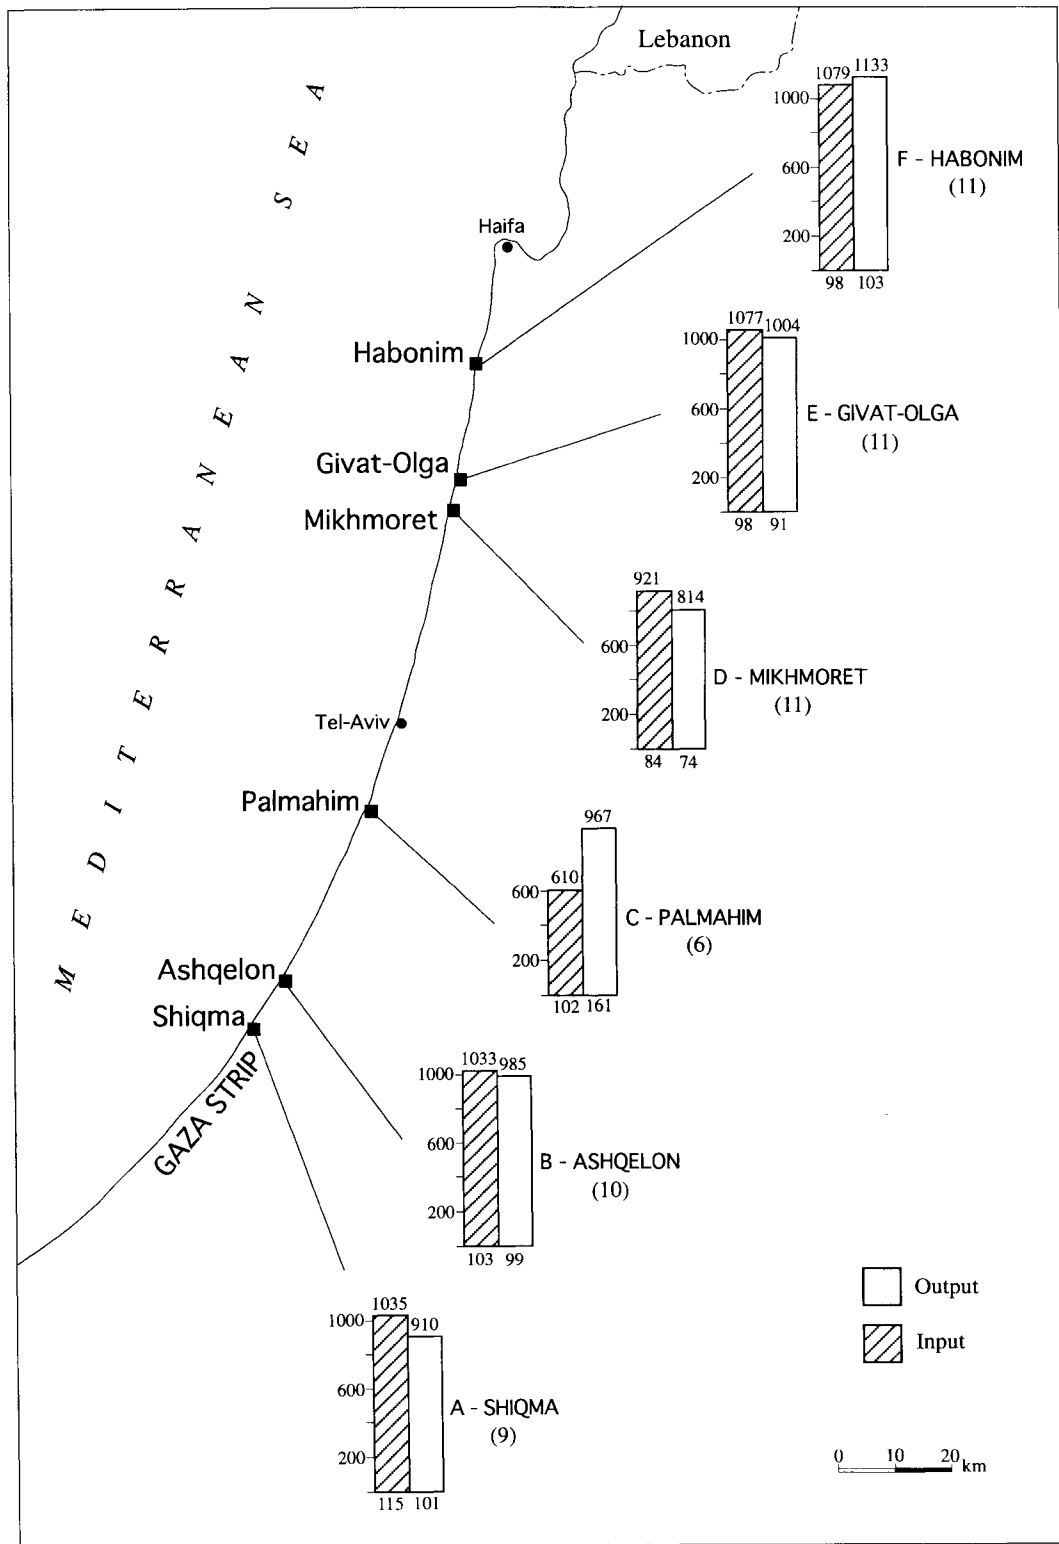 Lebanon
MEDITERRANEAN SEA
Haifa
Habonim
Givat-Olga
Mikhmoret
Tel-Aviv
Palmahim
Ashqelon
Shiqma
GAZA STRIP
1079 1133
1000
600
200
98 103
F - HABONIM
(11)
1077 1004
1000
600
200
98 91
E - GIVAT-OLGA
(11)
921 814
600
200
84 74
D - MIKHMORET
(11)
967
610
600
200
102 161
C - PALMAHIM
(6)
1033 985
1000
600
200
103 99
B - ASHQELON
(10)
1035
910
1000
600
200
115 101
A - SHIQMA
(9)
Output
Input
0 10 20 km